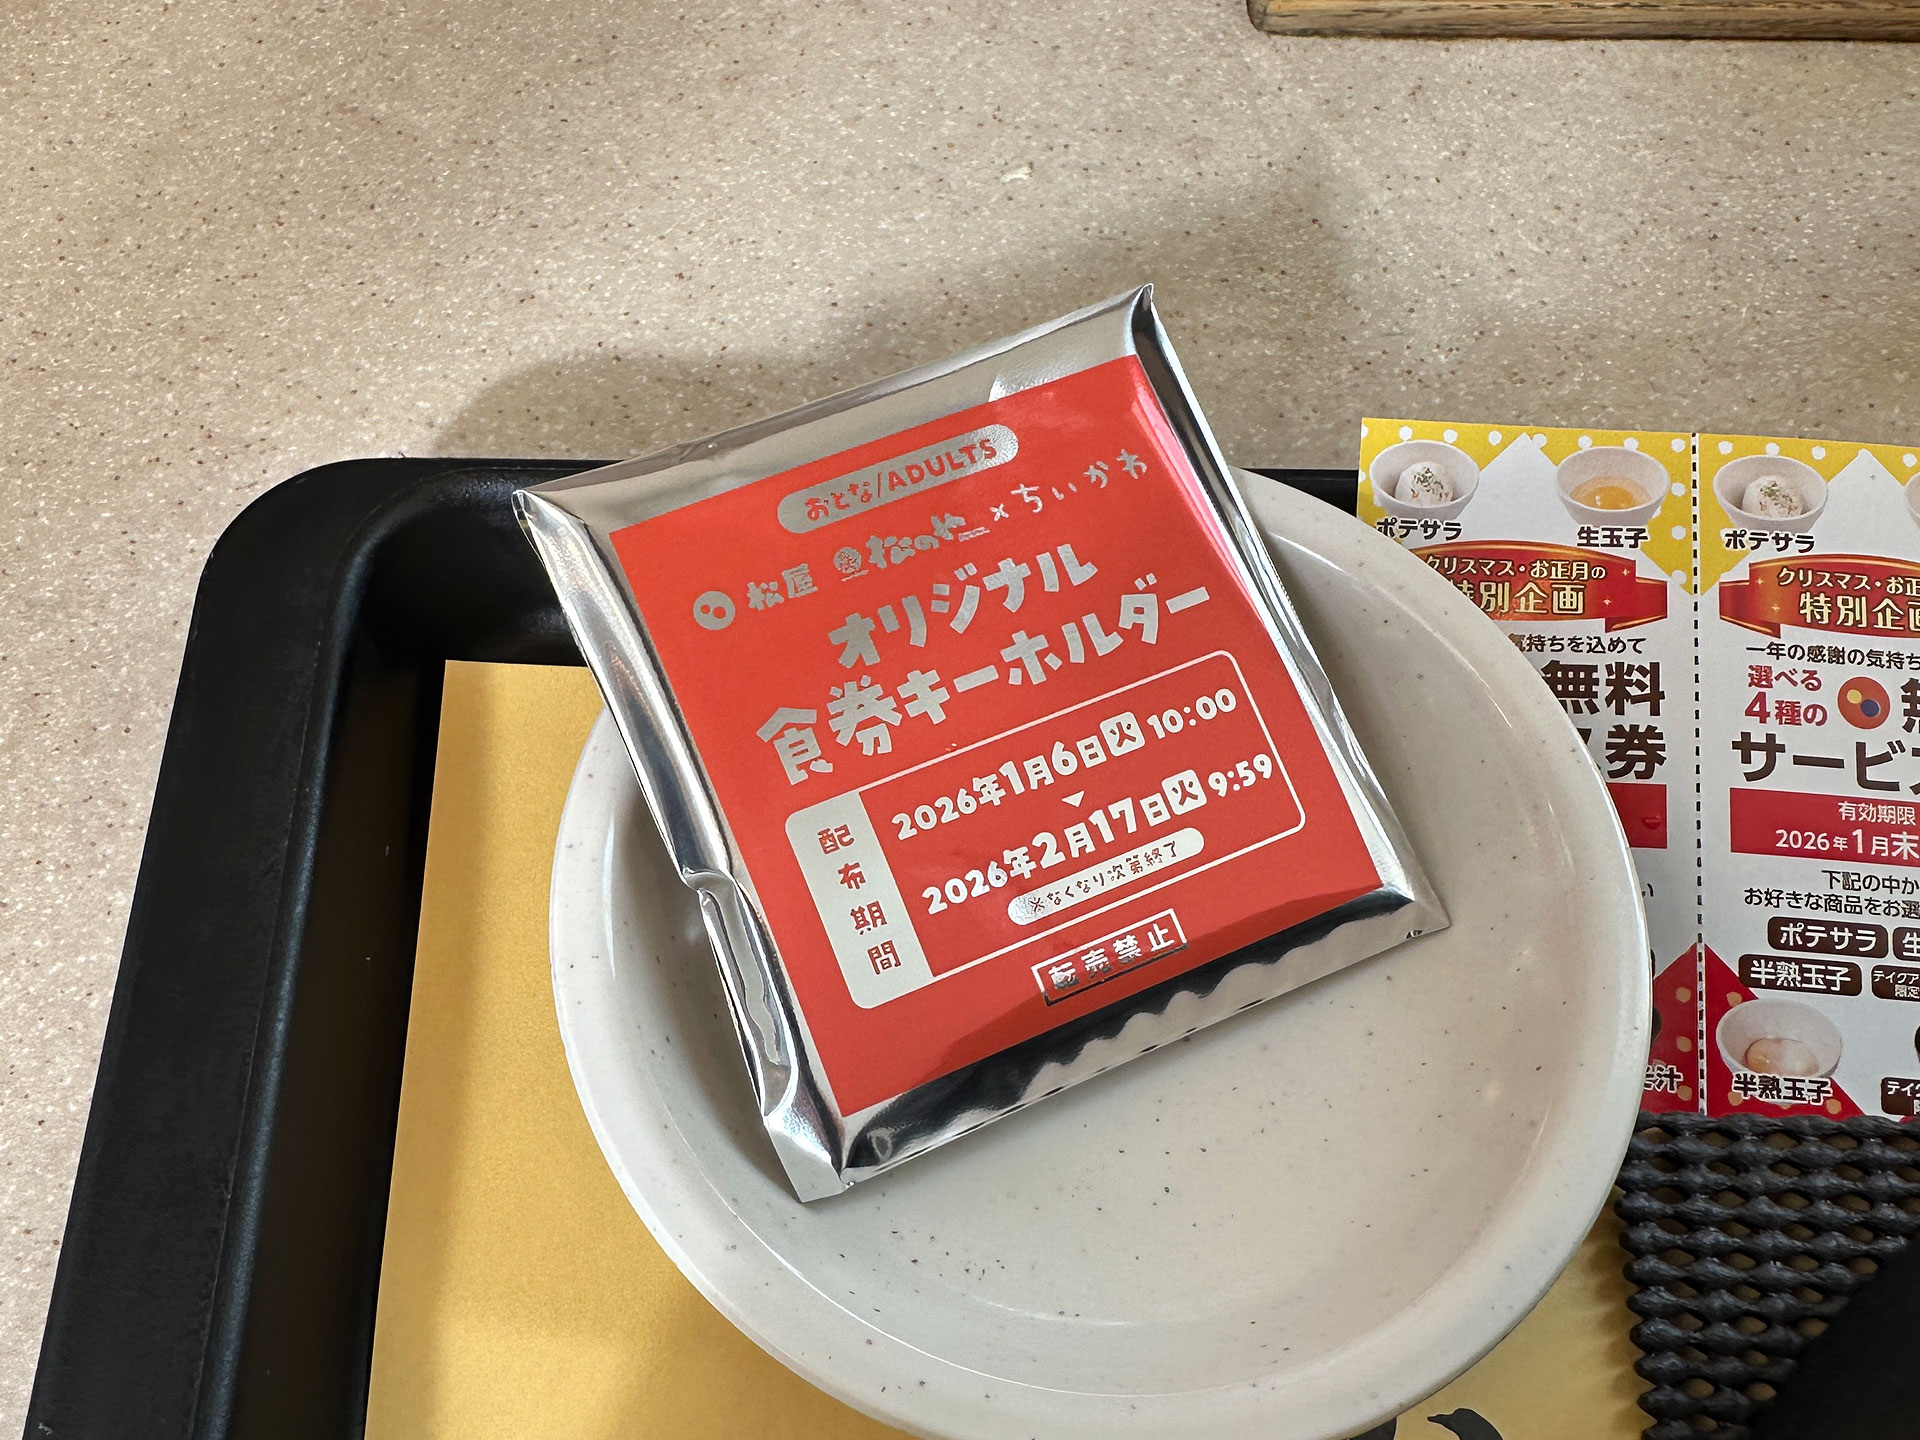 おとな/ADULTS
松屋 松のや × ちいかわ
オリジナル
食券キーホルダー
配布期間
2026年1月6日火 10:00
2026年2月17日火 9:59
※なくなり次第終了
転売禁止
ポテサラ
生玉子
クリスマス・お正月の
特別企画
気持ちを込めて
無料
券
ポテサラ
クリスマス・お正
特別企画
一年の感謝の気持ち
選べる
4種の
サービス
有効期限
2026年1月末
下記の中か
お好きな商品をお選
ポテサラ
半熟玉子
半熟玉子